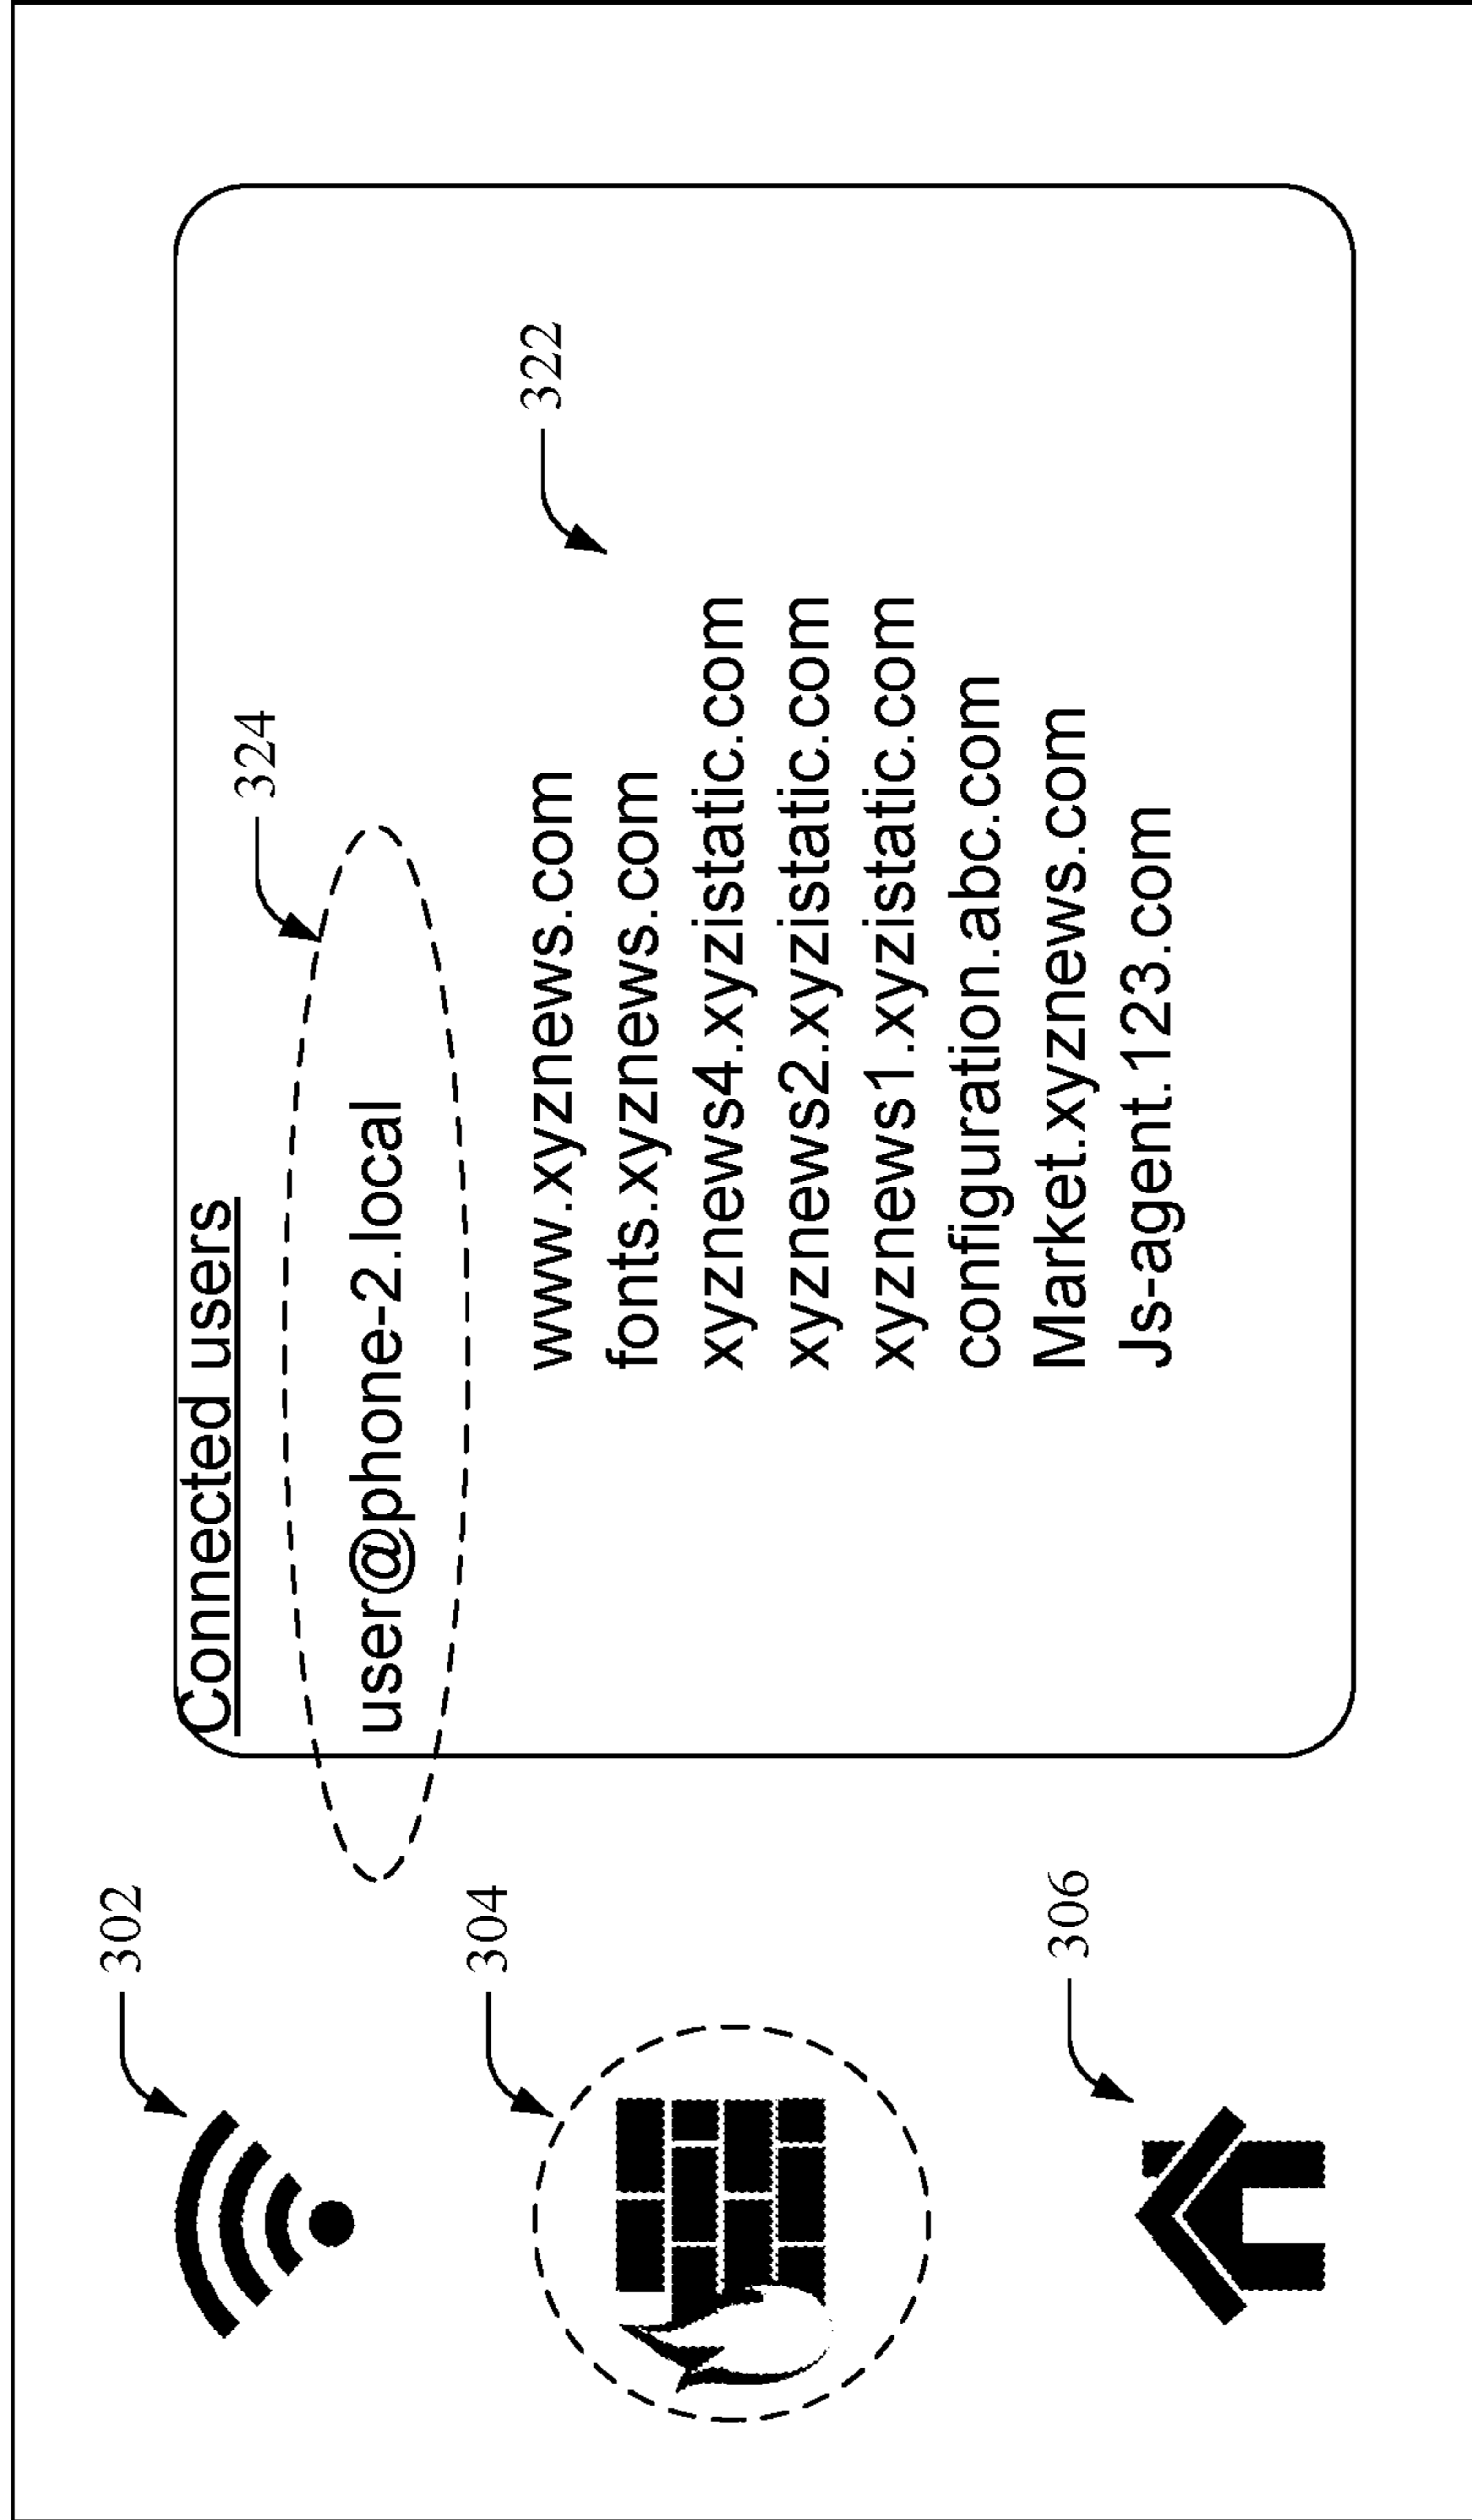 302
304
306
Connected users
324
user@phone-2.local
322
www.xyznews.com
fonts.xyznews.com
xyznews4.xyzistatic.com
xyznews2.xyzistatic.com
xyznews1.xyzistatic.com
configuration.abc.com
Market.xyznews.com
Js-agent.123.com